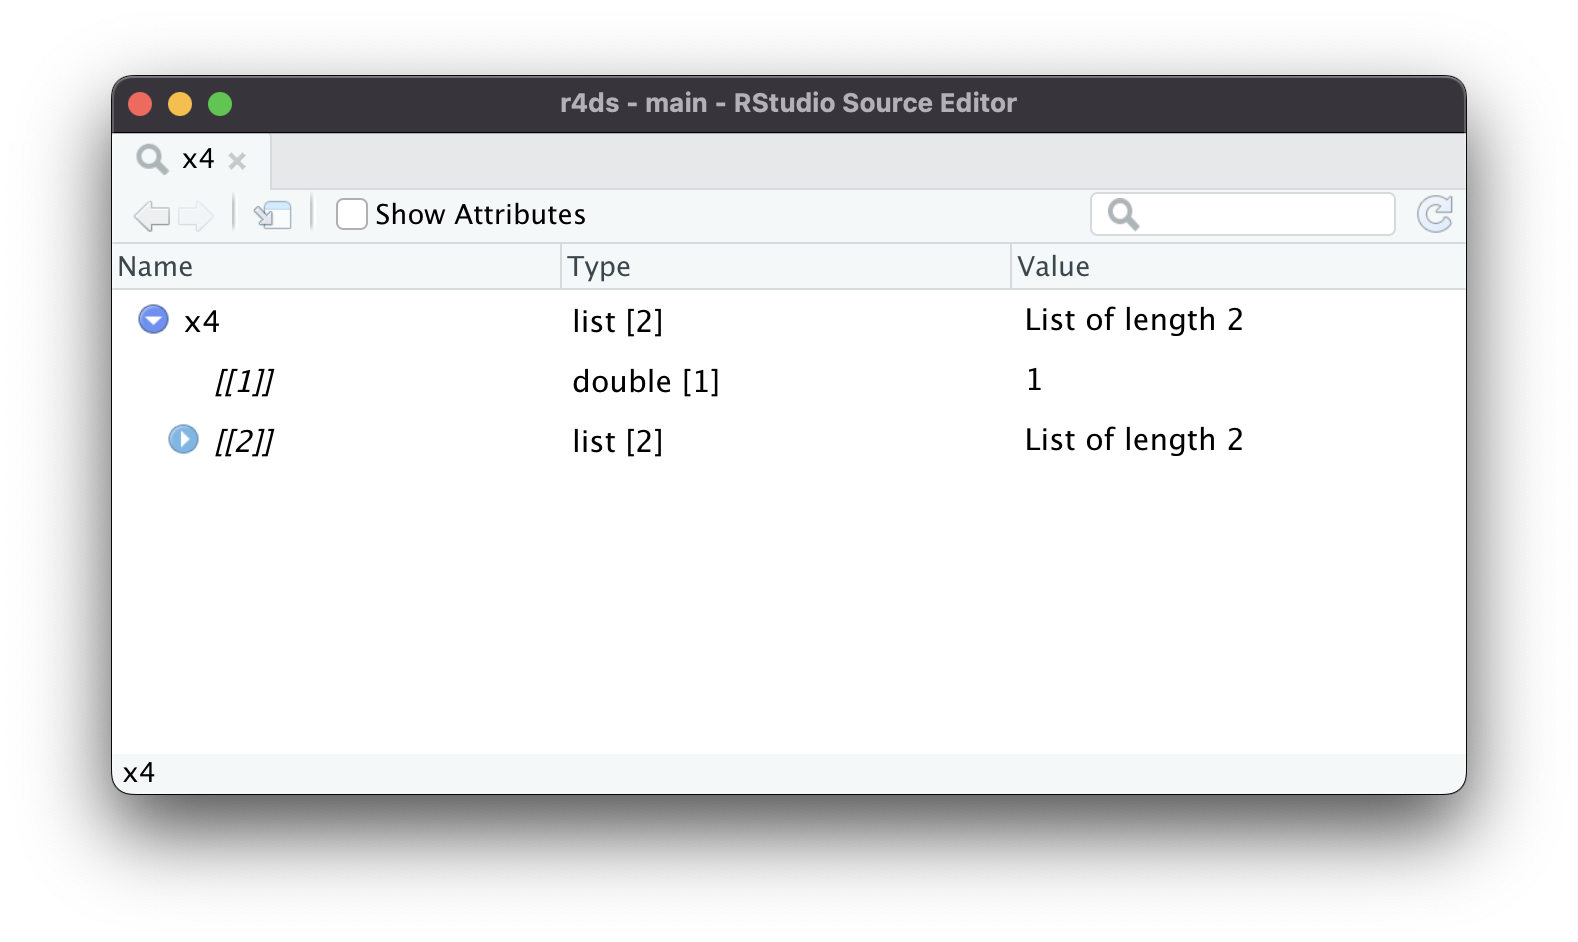 r4ds - main - RStudio Source Editor
x4
Show Attributes
Name Type Value
x4 list [2] List of length 2
[[1]] double [1] 1
[[2]] list [2] List of length 2
x4